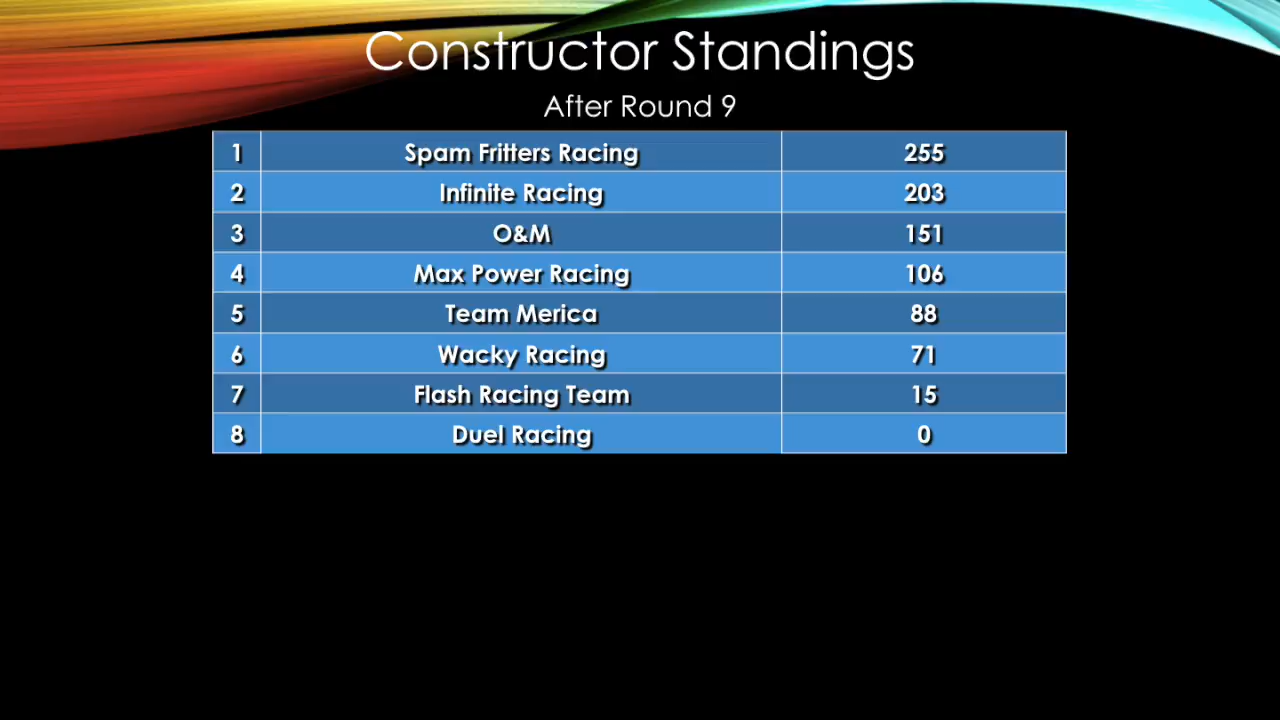 Constructor Standings
After Round 9
1 Spam Fritters Racing 255
2 Infinite Racing 203
3 O&M 151
4 Max Power Racing 106
5 Team Merica 88
6 Wacky Racing 71
7 Flash Racing Team 15
8 Duel Racing 0